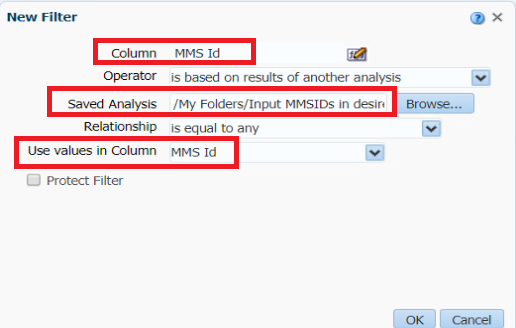 New Filter
Column MMS Id
Operator is based on results of another analysis
Saved Analysis /My Folders/Input MMSIDs in desire Browse...
Relationship is equal to any
Use values in Column MMS Id
Protect Filter
OK Cancel